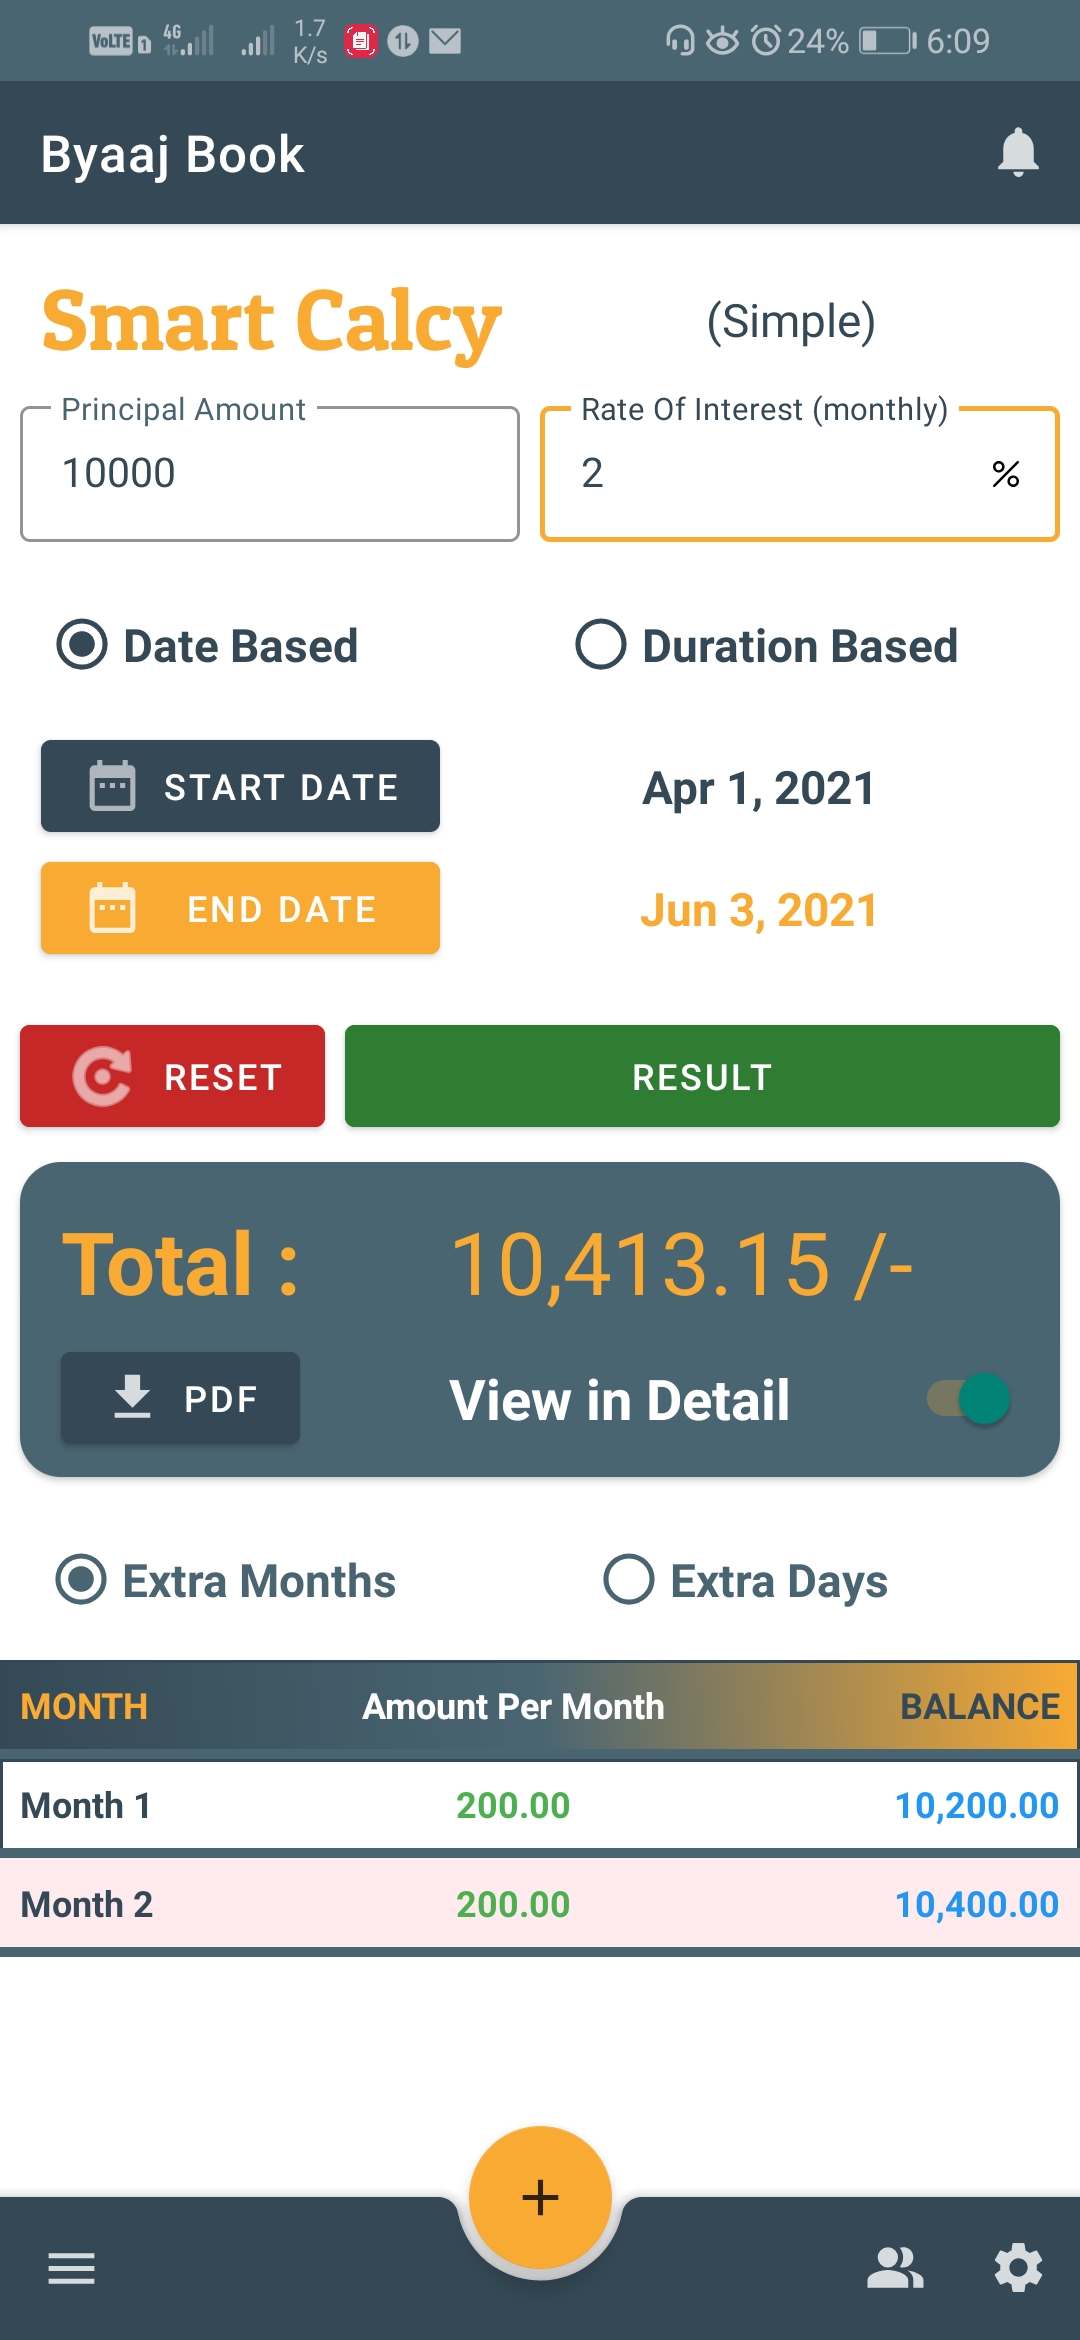 VoLTE 1 4G 1.7 K/s 24% 6:09
Byaaj Book
Smart Calcy (Simple)
Principal Amount Rate Of Interest (monthly)
10000 2 %
Date Based Duration Based
START DATE Apr 1, 2021
END DATE Jun 3, 2021
RESET RESULT
Total : 10,413.15 /-
PDF View in Detail
Extra Months Extra Days
MONTH Amount Per Month BALANCE
Month 1 200.00 10,200.00
Month 2 200.00 10,400.00
+